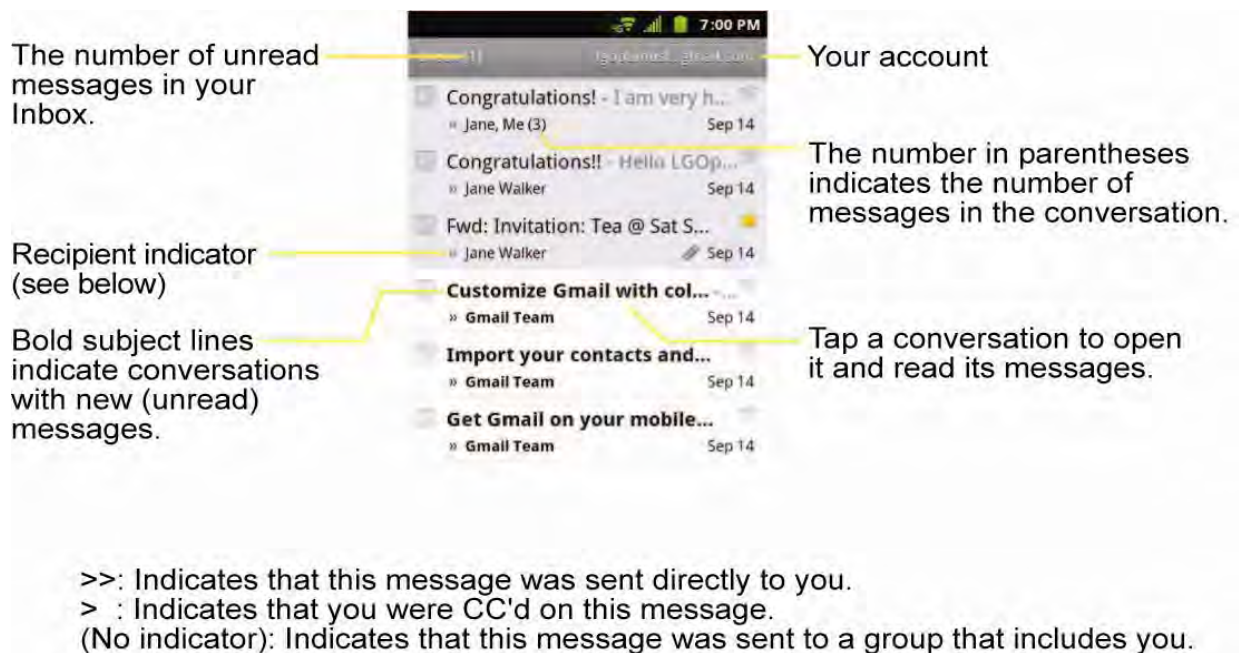 7:00 PM
The number of unread
messages in your
Inbox.
Your account
Congratulations! - I am very h...
» Jane, Me (3) Sep 14
The number in parentheses
indicates the number of
messages in the conversation.
Congratulations!! - Hello LGOp...
» Jane Walker Sep 14
Fwd: Invitation: Tea @ Sat S...
» Jane Walker Sep 14
Recipient indicator
(see below)
Customize Gmail with col... -...
» Gmail Team Sep 14
Bold subject lines
indicate conversations
with new (unread)
messages.
Tap a conversation to open
it and read its messages.
Import your contacts and...
» Gmail Team Sep 14
Get Gmail on your mobile...
» Gmail Team Sep 14
>>: Indicates that this message was sent directly to you.
> : Indicates that you were CC'd on this message.
(No indicator): Indicates that this message was sent to a group that includes you.